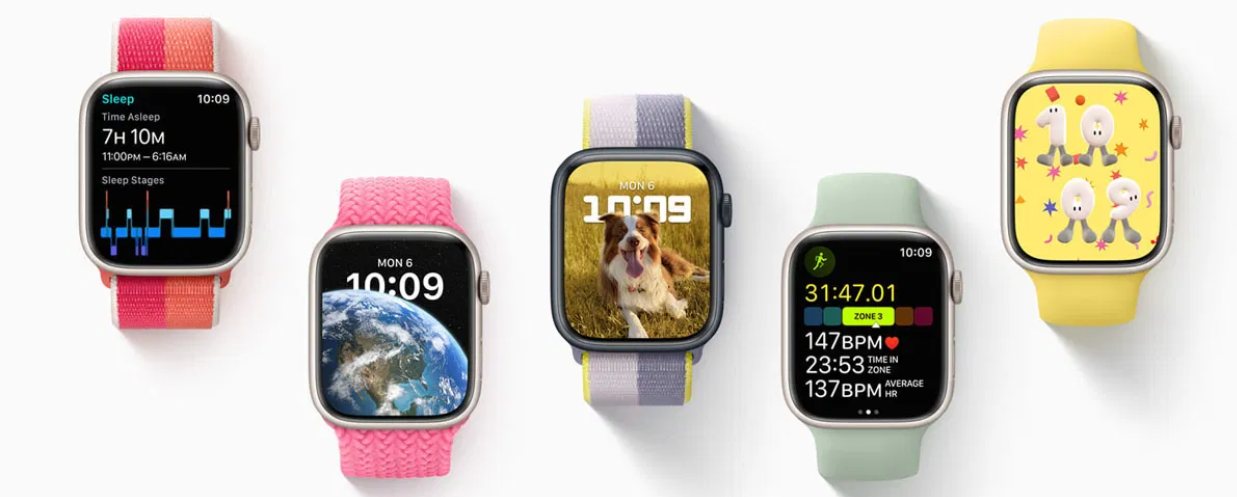 Sleep 10:09
Time Asleep
7H 10M
11:00PM – 6:16AM
Sleep Stages
MON 6
10:09
MON 6
10:09
10:09
31:47.01
ZONE 3
147BPM
23:53 TIME IN
ZONE
137BPM AVERAGE
HR
10
09